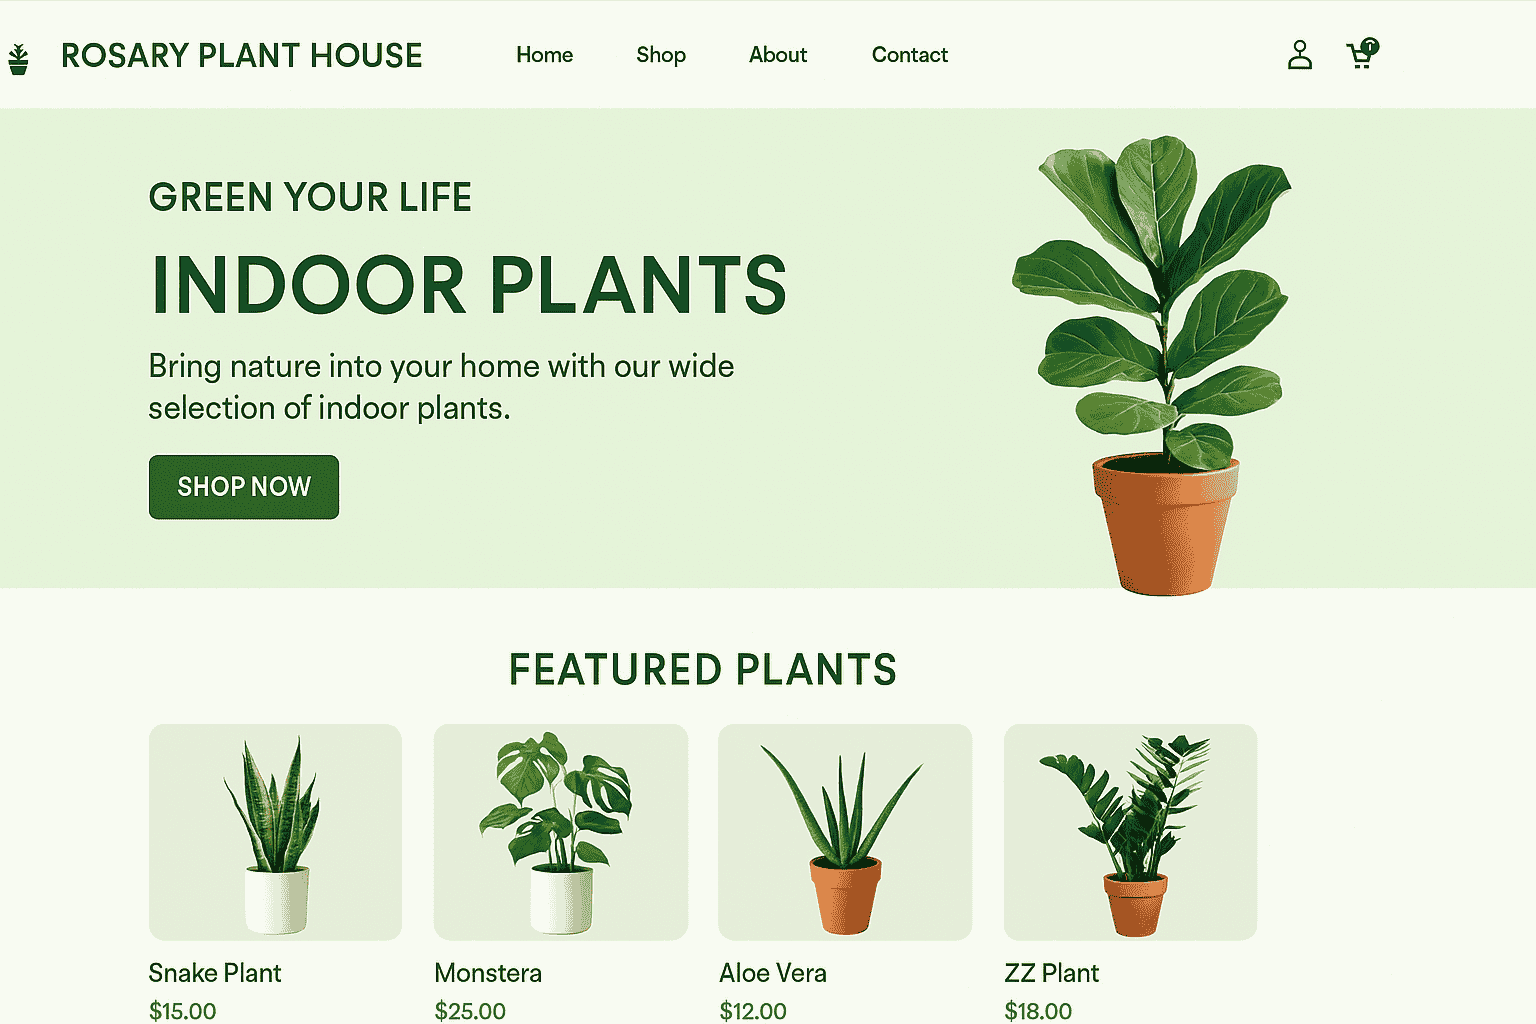 ROSARY PLANT HOUSE
Home Shop About Contact
GREEN YOUR LIFE
INDOOR PLANTS
Bring nature into your home with our wide
selection of indoor plants.
SHOP NOW
FEATURED PLANTS
Snake Plant Monstera Aloe Vera ZZ Plant
$15.00 $25.00 $12.00 $18.00